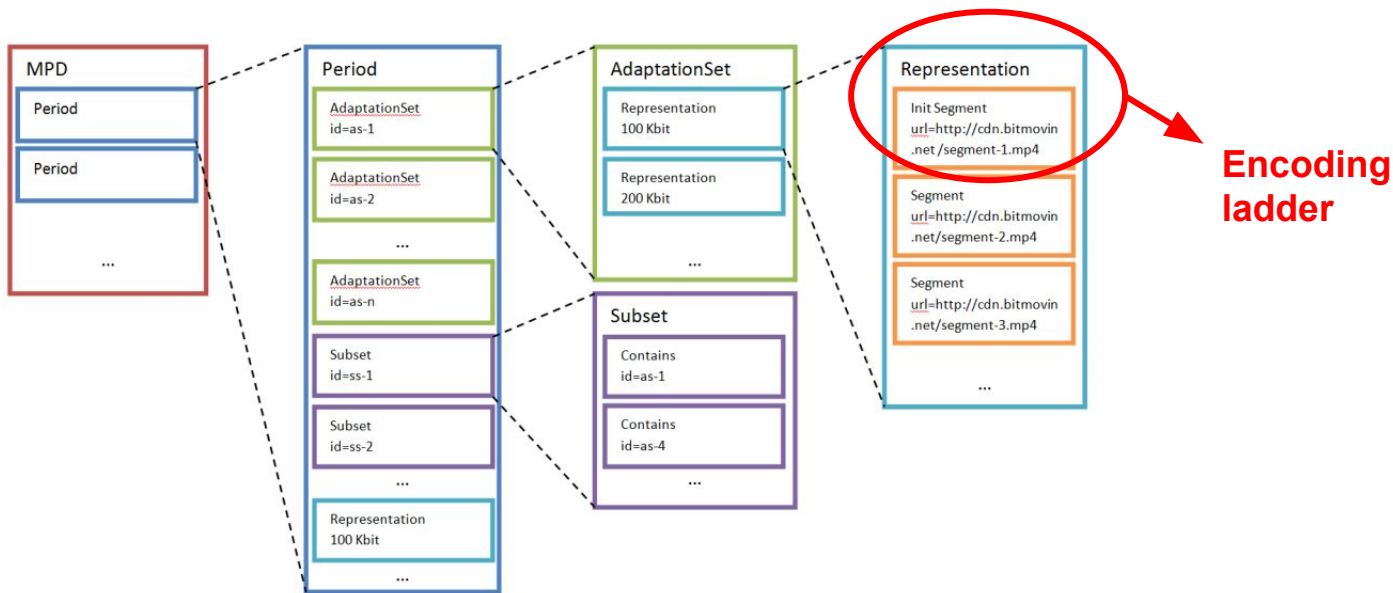 MPD
Period
Period
...
Period
AdaptationSet
id=as-1
AdaptationSet
id=as-2
...
AdaptationSet
id=as-n
Subset
id=ss-1
Subset
id=ss-2
...
Representation
100 Kbit
...
AdaptationSet
Representation
100 Kbit
Representation
200 Kbit
...
Subset
Contains
id=as-1
Contains
id=as-4
...
Representation
Init Segment
url=http://cdn.bitmovin
.net /segment-1.mp4
Segment
url=http://cdn.bitmovin
.net/segment-2.mp4
Segment
url=http://cdn.bitmovin
.net/segment-3.mp4
...
Encoding
ladder